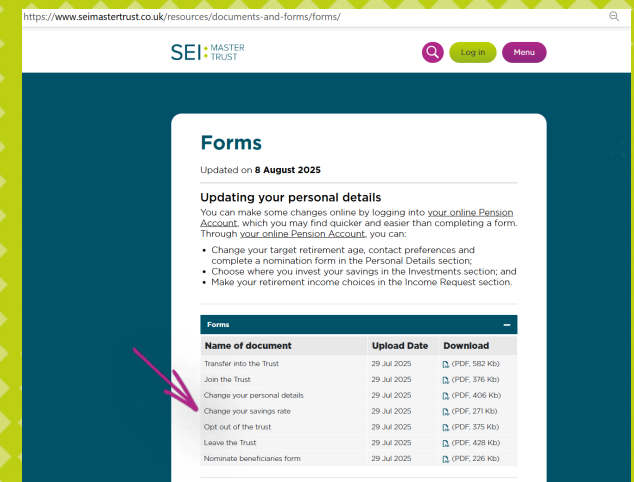 https://www.seimastertrust.co.uk/resources/documents-and-forms/forms/
SEI MASTER TRUST
Log in
Menu
Forms
Updated on 8 August 2025
Updating your personal details
You can make some changes online by logging into your online Pension
Account, which you may find quicker and easier than completing a form.
Through your online Pension Account, you can:
• Change your target retirement age, contact preferences and
complete a nomination form in the Personal Details section;
• Choose where you invest your savings in the Investments section; and
• Make your retirement income choices in the Income Request section.
Forms –
Name of document Upload Date Download
Transfer into the Trust 29 Jul 2025 (PDF, 582 Kb)
Join the Trust 29 Jul 2025 (PDF, 376 Kb)
Change your personal details 29 Jul 2025 (PDF, 406 Kb)
Change your savings rate 29 Jul 2025 (PDF, 271 Kb)
Opt out of the trust 29 Jul 2025 (PDF, 375 Kb)
Leave the Trust 29 Jul 2025 (PDF, 428 Kb)
Nominate beneficiaries form 29 Jul 2025 (PDF, 226 Kb)